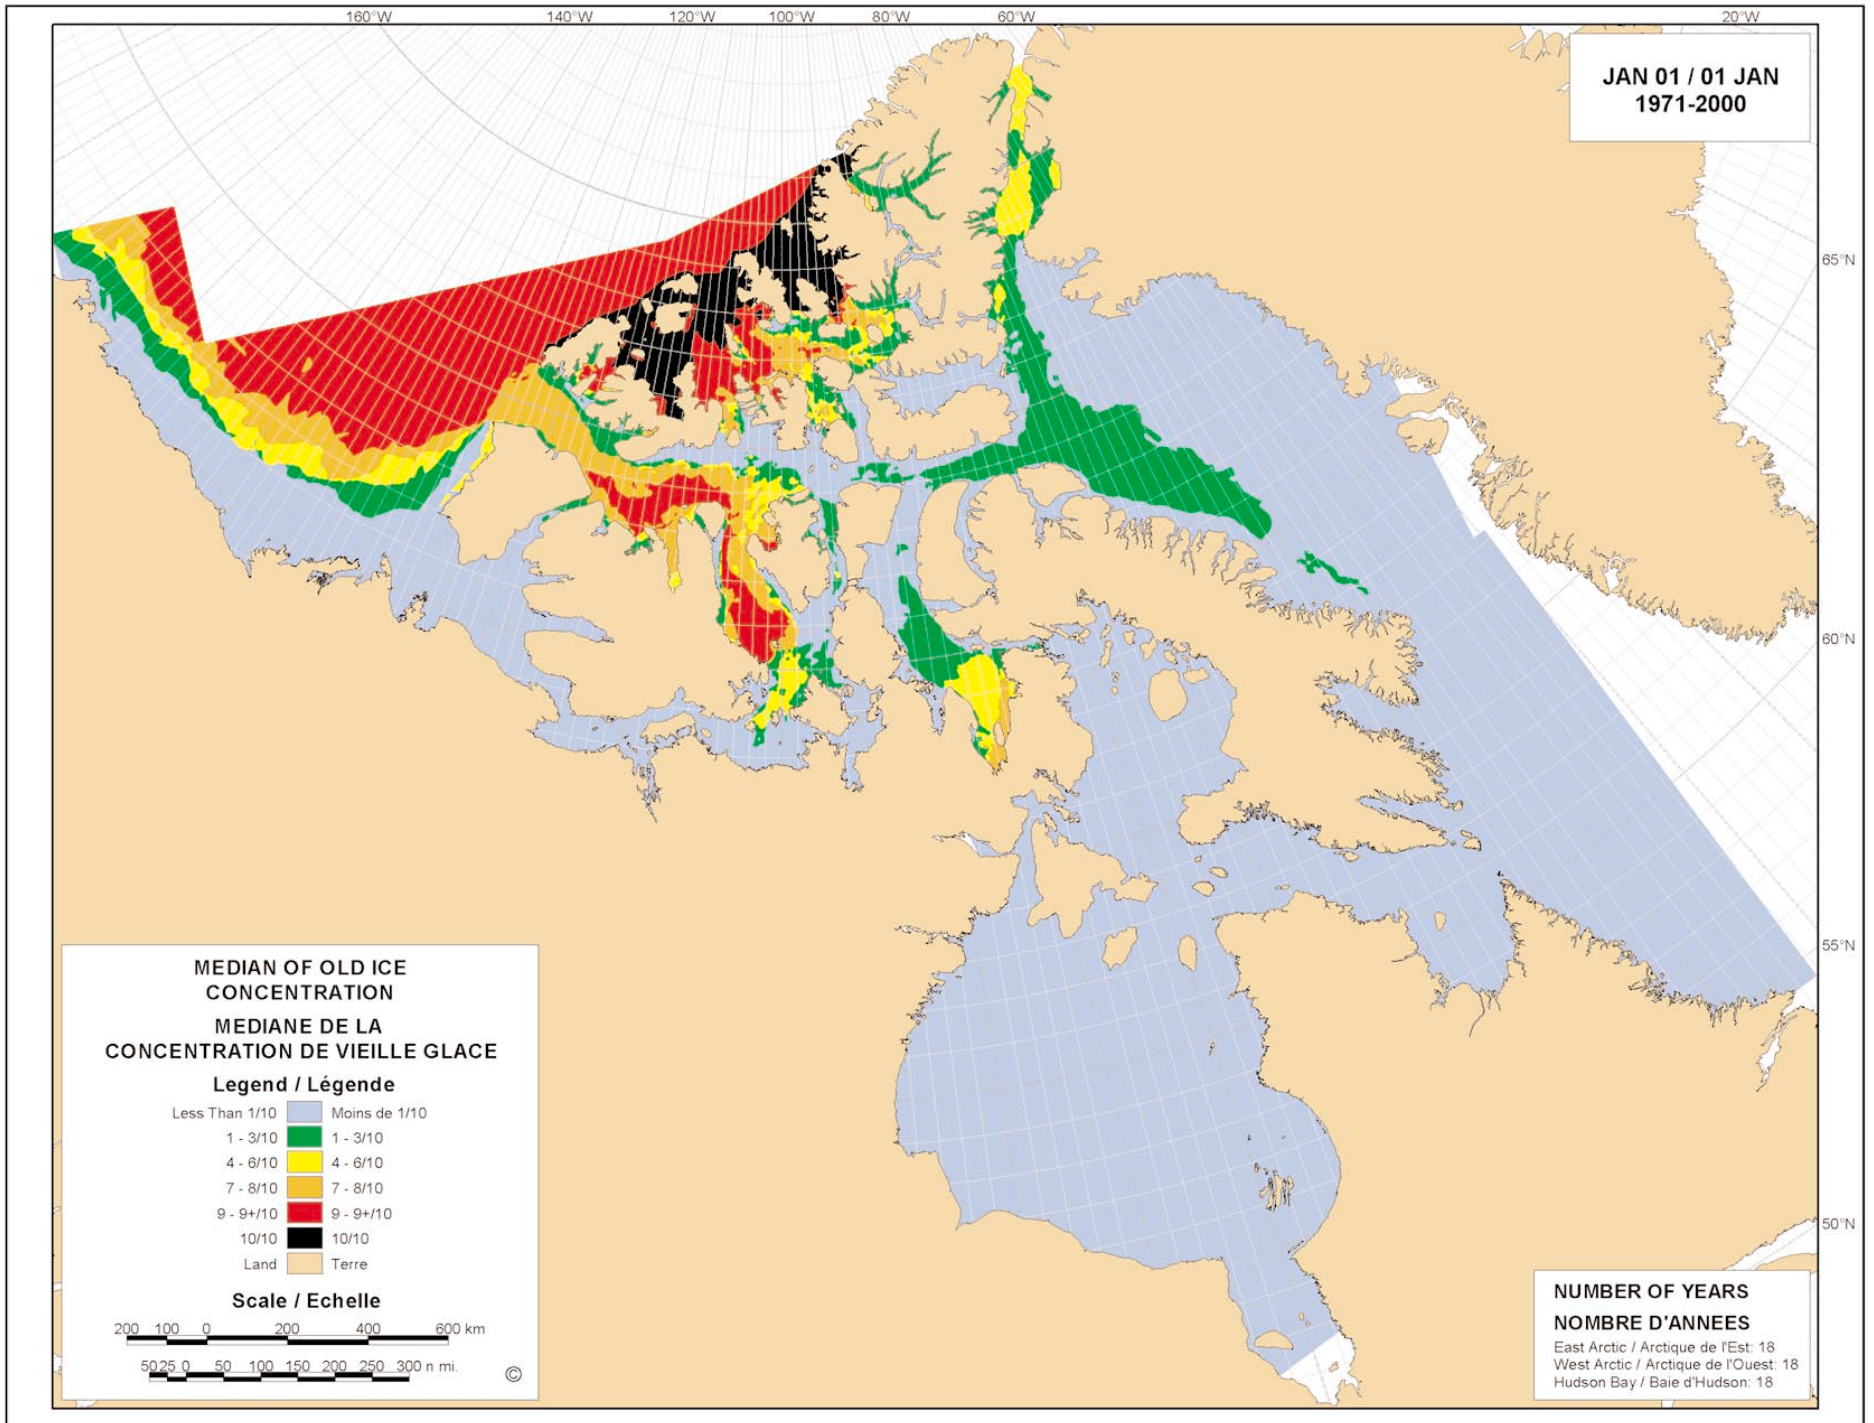 160°W 140°W 120°W 100°W 80°W 60°W 20°W
JAN 01 / 01 JAN
1971-2000
65°N
60°N
55°N
50°N
MEDIAN OF OLD ICE
CONCENTRATION
MEDIANE DE LA
CONCENTRATION DE VIEILLE GLACE
Legend / Légende
Less Than 1/10 Moins de 1/10
1 - 3/10 1 - 3/10
4 - 6/10 4 - 6/10
7 - 8/10 7 - 8/10
9 - 9+/10 9 - 9+/10
10/10 10/10
Land Terre
Scale / Echelle
200 100 0 200 400 600 km
50 25 0 50 100 150 200 250 300 n mi.
©
NUMBER OF YEARS
NOMBRE D'ANNEES
East Arctic / Arctique de l'Est: 18
West Arctic / Arctique de l'Ouest: 18
Hudson Bay / Baie d'Hudson: 18